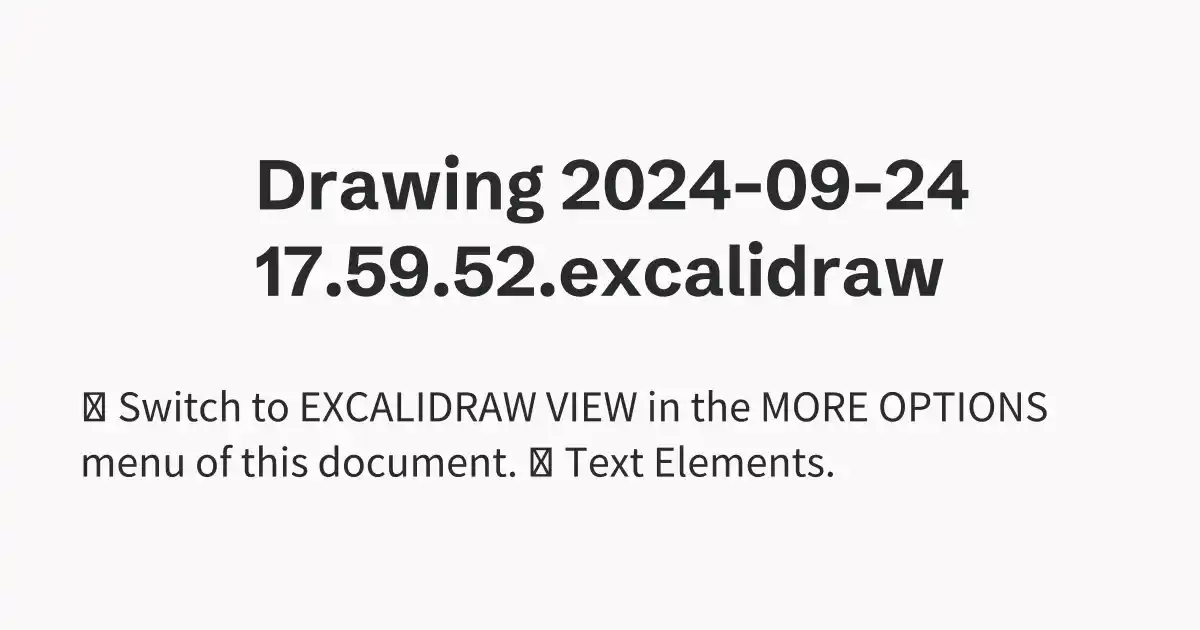 Drawing 2024-09-24
17.59.52.excalidraw
Switch to EXCALIDRAW VIEW in the MORE OPTIONS
menu of this document. Text Elements.